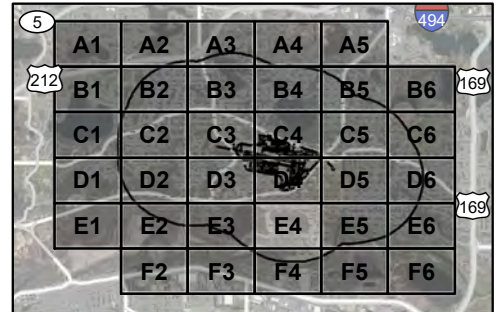 5
494
A1 A2 A3 A4 A5
212 B1 B2 B3 B4 B5 B6 169
C1 C2 C3 C4 C5 C6
D1 D2 D3 D4 D5 D6
169
E1 E2 E3 E4 E5 E6
F2 F3 F4 F5 F6